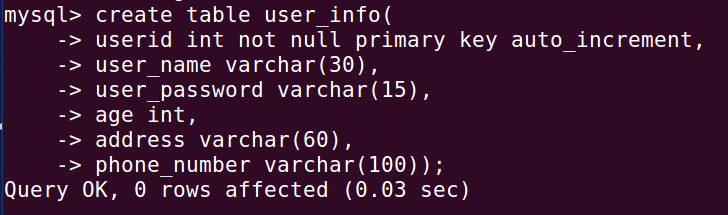 mysql> create table user_info(
    -> userid int not null primary key auto_increment,
    -> user_name varchar(30),
    -> user_password varchar(15),
    -> age int,
    -> address varchar(60),
    -> phone_number varchar(100));
Query OK, 0 rows affected (0.03 sec)